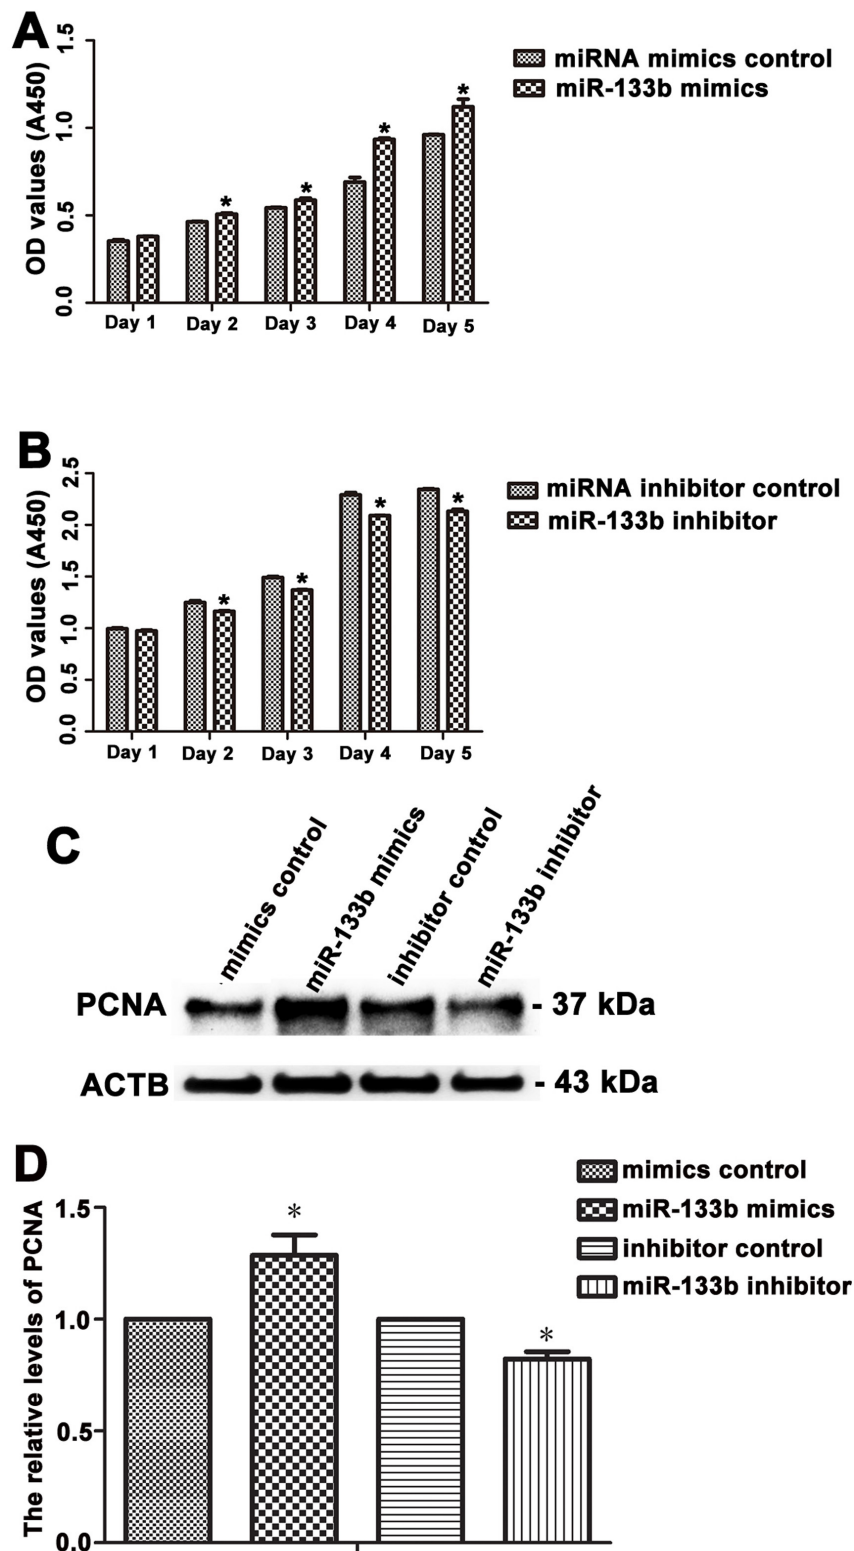 A
OD values (A450)
1.5
1.0
0.5
0.0
* * * *
Day 1 Day 2 Day 3 Day 4 Day 5
miRNA mimics control
miR-133b mimics
B
OD values (A450)
2.5
2.0
1.5
1.0
0.5
0.0
* * * *
Day 1 Day 2 Day 3 Day 4 Day 5
miRNA inhibitor control
miR-133b inhibitor
C
mimics control
miR-133b mimics
inhibitor control
miR-133b inhibitor
PCNA - 37 kDa
ACTB - 43 kDa
D
The relative levels of PCNA
1.5
1.0
0.5
0.0
* *
mimics control
miR-133b mimics
inhibitor control
miR-133b inhibitor